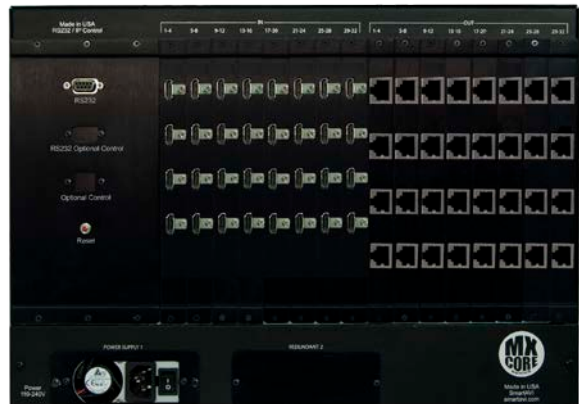 Made in USA
RS232 / IP Control
IN
1-4 5-8 9-12 13-16 17-20 21-24 25-28 29-32
OUT
1-4 5-8 9-12 13-16 17-20 21-24 25-28 29-32
RS232
RS232 Optional Control
Optional Control
Reset
POWER SUPPLY 1
REDUNDANT 2
Power
110-240V
MX
CORE
Made in USA
SmartAVI
smartavi.com